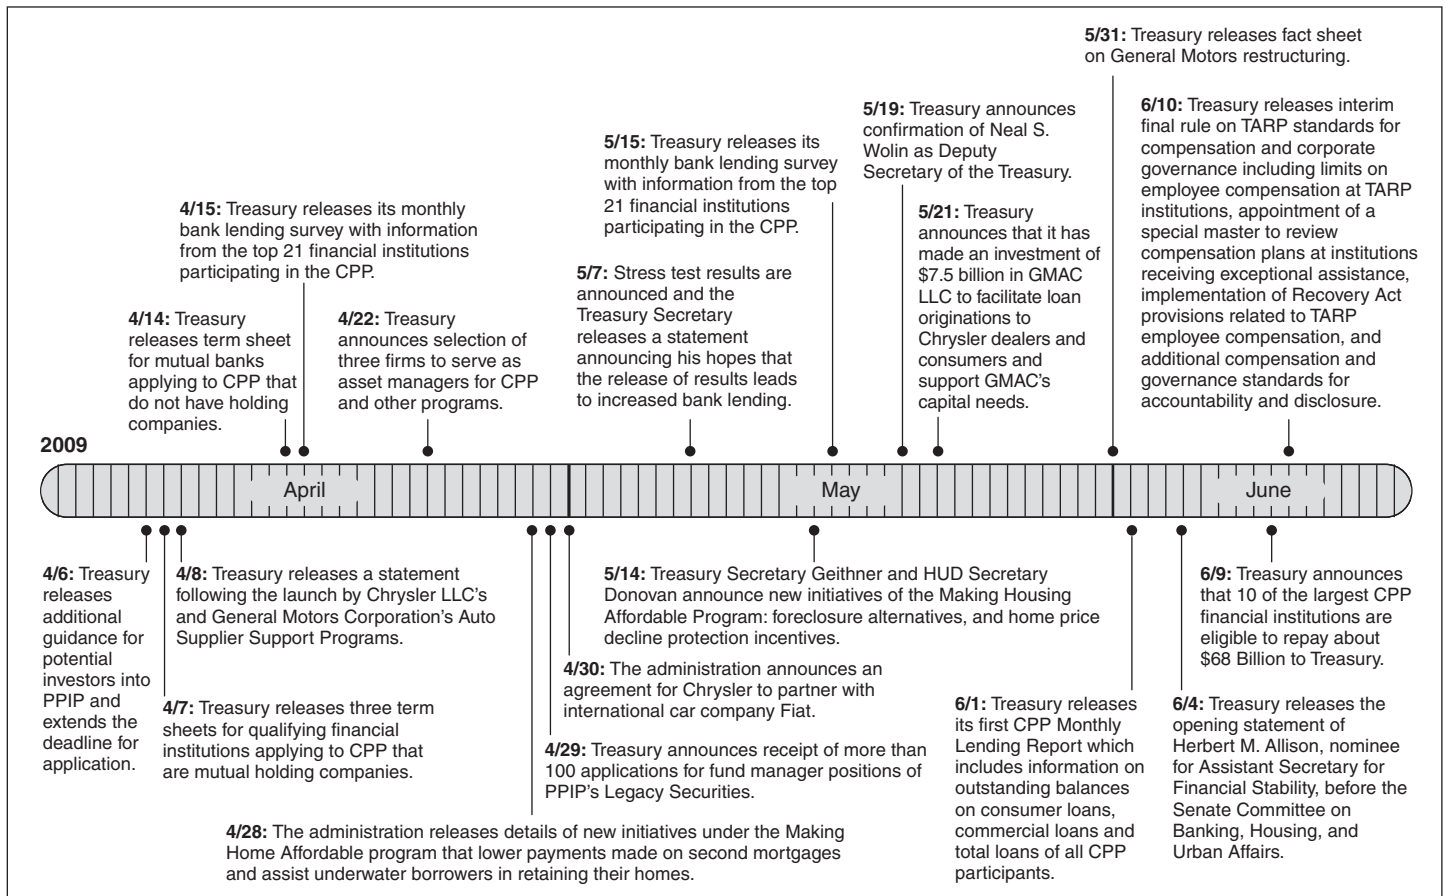 5/31: Treasury releases fact sheet
on General Motors restructuring.
5/19: Treasury announces
confirmation of Neal S.
Wolin as Deputy
Secretary of the Treasury.
6/10: Treasury releases interim
final rule on TARP standards for
compensation and corporate
governance including limits on
employee compensation at TARP
institutions, appointment of a
special master to review
compensation plans at institutions
receiving exceptional assistance,
implementation of Recovery Act
provisions related to TARP
employee compensation, and
additional compensation and
governance standards for
accountability and disclosure.
5/15: Treasury releases its
monthly bank lending survey
with information from the top
21 financial institutions
participating in the CPP.
4/15: Treasury releases its monthly
bank lending survey with information
from the top 21 financial institutions
participating in the CPP.
5/21: Treasury
announces that it has
made an investment of
$7.5 billion in GMAC
LLC to facilitate loan
originations to
Chrysler dealers and
consumers and
support GMAC's
capital needs.
5/7: Stress test results are
announced and the
Treasury Secretary
releases a statement
announcing his hopes that
the release of results leads
to increased bank lending.
4/14: Treasury
releases term sheet
for mutual banks
applying to CPP that
do not have holding
companies.
4/22: Treasury
announces selection of
three firms to serve as
asset managers for CPP
and other programs.
2009
April
May
June
4/6: Treasury
releases
additional
guidance for
potential
investors into
PPIP and
extends the
deadline for
application.
4/8: Treasury releases a statement
following the launch by Chrysler LLC's
and General Motors Corporation's Auto
Supplier Support Programs.
4/7: Treasury releases three term
sheets for qualifying financial
institutions applying to CPP that
are mutual holding companies.
5/14: Treasury Secretary Geithner and HUD Secretary
Donovan announce new initiatives of the Making Housing
Affordable Program: foreclosure alternatives, and home price
decline protection incentives.
4/30: The administration announces an
agreement for Chrysler to partner with
international car company Fiat.
4/29: Treasury announces receipt of more than
100 applications for fund manager positions of
PPIP's Legacy Securities.
4/28: The administration releases details of new initiatives under the Making
Home Affordable program that lower payments made on second mortgages
and assist underwater borrowers in retaining their homes.
6/9: Treasury announces
that 10 of the largest CPP
financial institutions are
eligible to repay about
$68 Billion to Treasury.
6/1: Treasury releases
its first CPP Monthly
Lending Report which
includes information on
outstanding balances
on consumer loans,
commercial loans and
total loans of all CPP
participants.
6/4: Treasury releases the
opening statement of
Herbert M. Allison, nominee
for Assistant Secretary for
Financial Stability, before the
Senate Committee on
Banking, Housing, and
Urban Affairs.